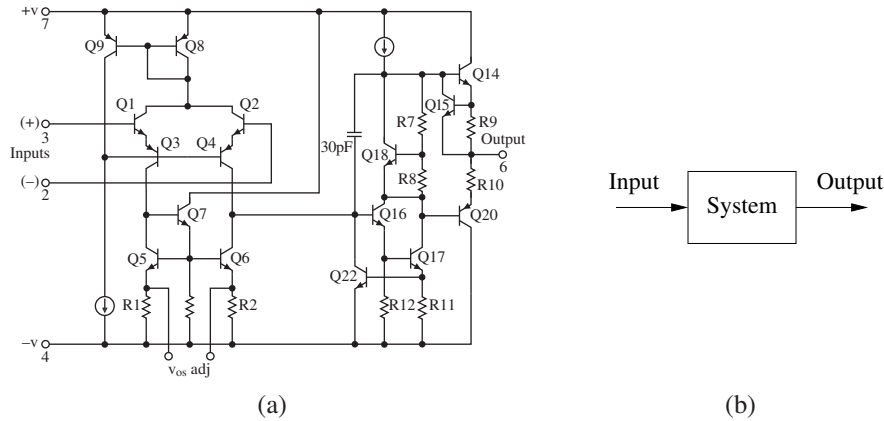 +v
7
Q9
Q8
Q14
Q1
Q2
Q15
(+)
3
R7
R9
Q3
Q4
30pF
Output
6
Inputs
Q18
(−)
2
R8
R10
Q7
Q16
Q20
Q5
Q6
Q17
Q22
R1
R2
R12
R11
−v
4
vos adj
Input
System
Output
(a)
(b)